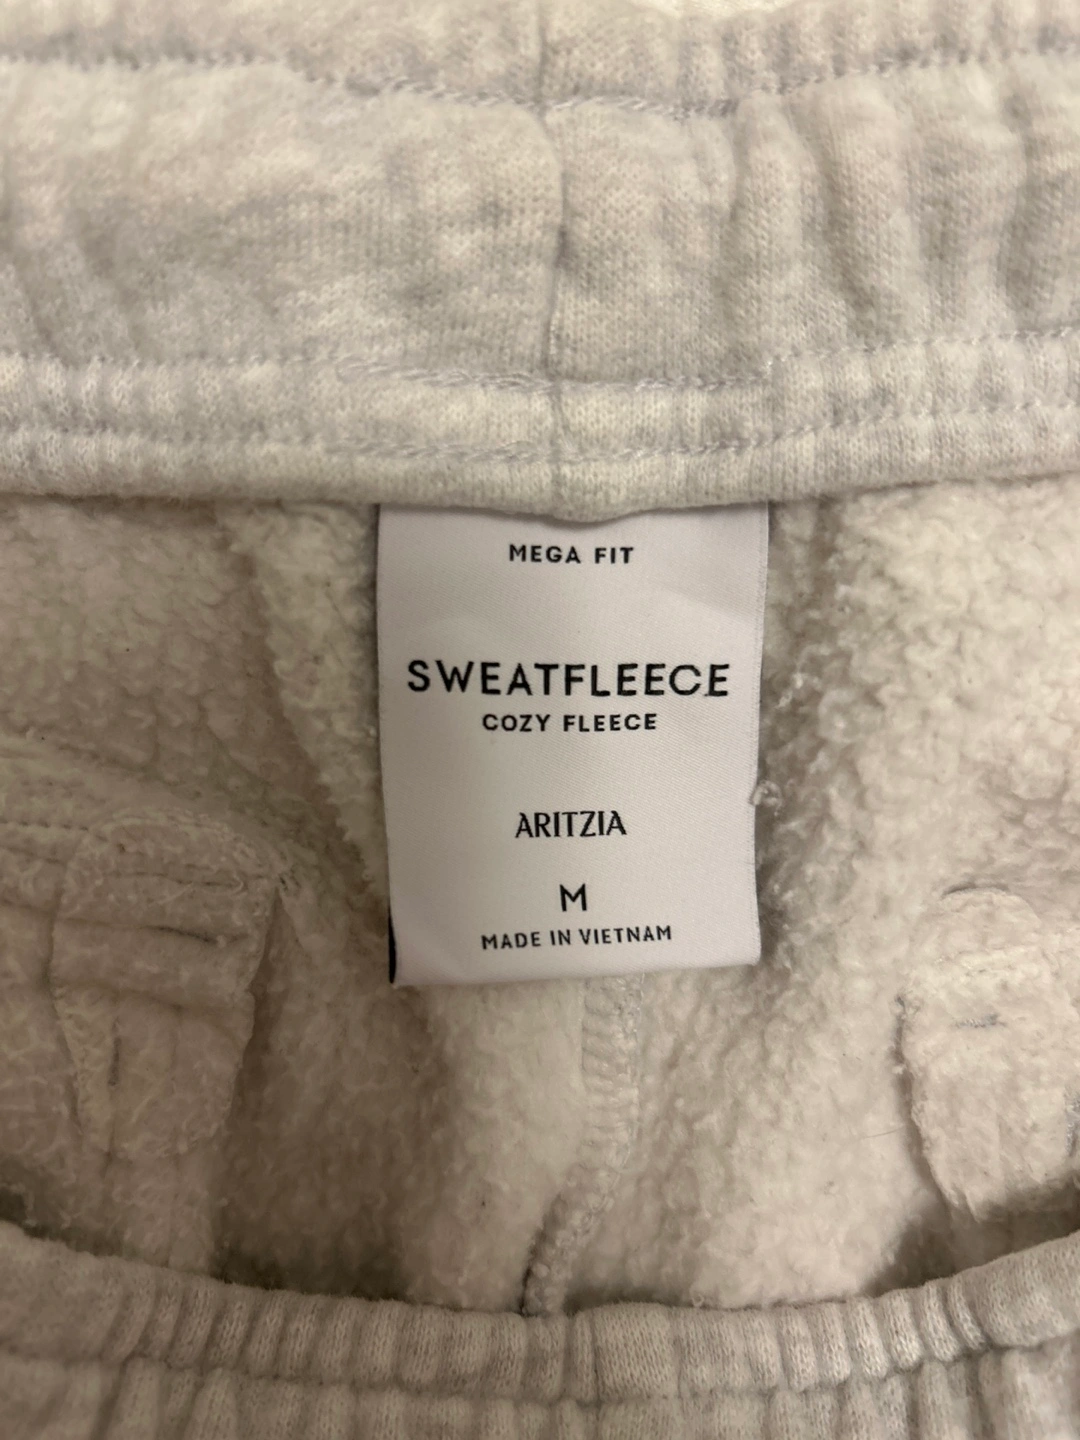 MEGA FIT
SWEATFLEECE
COZY FLEECE
ARITZIA
M
MADE IN VIETNAM